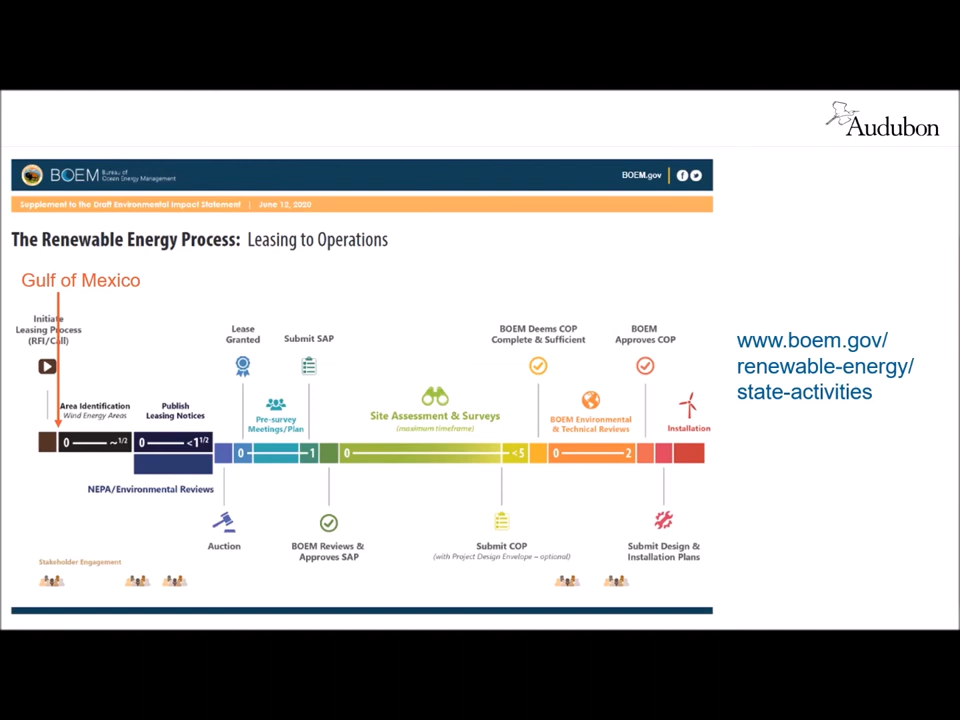 Audubon
BOEM Bureau of
Ocean Energy Management
BOEM.gov
Supplement to the Draft Environmental Impact Statement | June 12, 2020
The Renewable Energy Process: Leasing to Operations
Gulf of Mexico
Initiate
Leasing Process
(RFI/Call)
Lease
Granted
Submit SAP
BOEM Deems COP
Complete & Sufficient
BOEM
Approves COP
www.boem.gov/
renewable-energy/
state-activities
Area Identification
Wind Energy Areas
Publish
Leasing Notices
Pre-survey
Meetings/Plan
Site Assessment & Surveys
(maximum timeframe)
BOEM Environmental
& Technical Reviews
Installation
0 ~1/2
0 <1 1/2
0 1
0 <5
0 2
NEPA/Environmental Reviews
Auction
BOEM Reviews &
Approves SAP
Submit COP
(with Project Design Envelope – optional)
Submit Design &
Installation Plans
Stakeholder Engagement